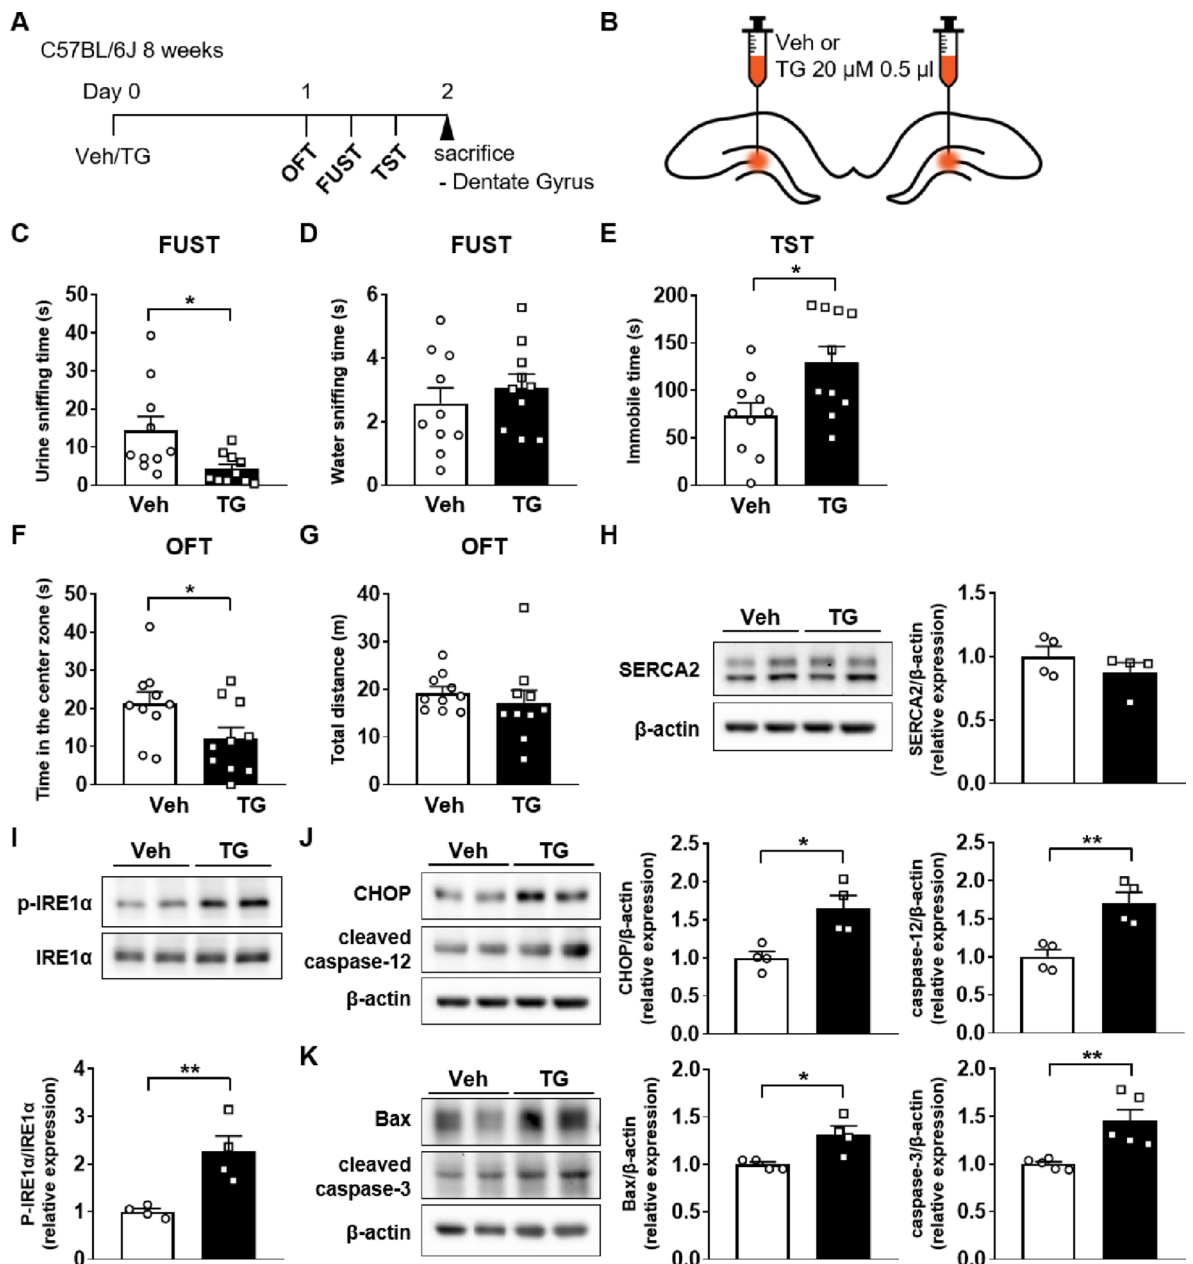 A
C57BL/6J 8 weeks
Day 0 1 2
Veh/TG
OFT
FUST
TST
sacrifice
- Dentate Gyrus
B
Veh or
TG 20 μM 0.5 μl
C
FUST
Urine sniffing time (s)
50
40
30
20
10
0
*
Veh TG
D
FUST
Water sniffing time (s)
6
4
2
0
Veh TG
E
TST
Immobile time (s)
200
150
100
50
0
*
Veh TG
F
OFT
Time in the center zone (s)
50
40
30
20
10
0
*
Veh TG
G
OFT
Total distance (m)
40
30
20
10
0
Veh TG
H
Veh TG
SERCA2
β-actin
SERCA2/β-actin
(relative expression)
1.5
1.0
0.5
0.0
I
Veh TG
p-IRE1α
IRE1α
P-IRE1α/IRE1α
(relative expression)
4
3
2
1
0
**
J
Veh TG
CHOP
cleaved
caspase-12
β-actin
CHOP/β-actin
(relative expression)
2.5
2.0
1.5
1.0
0.5
0.0
*
caspase-12/β-actin
(relative expression)
2.5
2.0
1.5
1.0
0.5
0.0
**
K
Veh TG
Bax
cleaved
caspase-3
β-actin
Bax/β-actin
(relative expression)
2.0
1.5
1.0
0.5
0.0
*
caspase-3/β-actin
(relative expression)
2.0
1.5
1.0
0.5
0.0
**